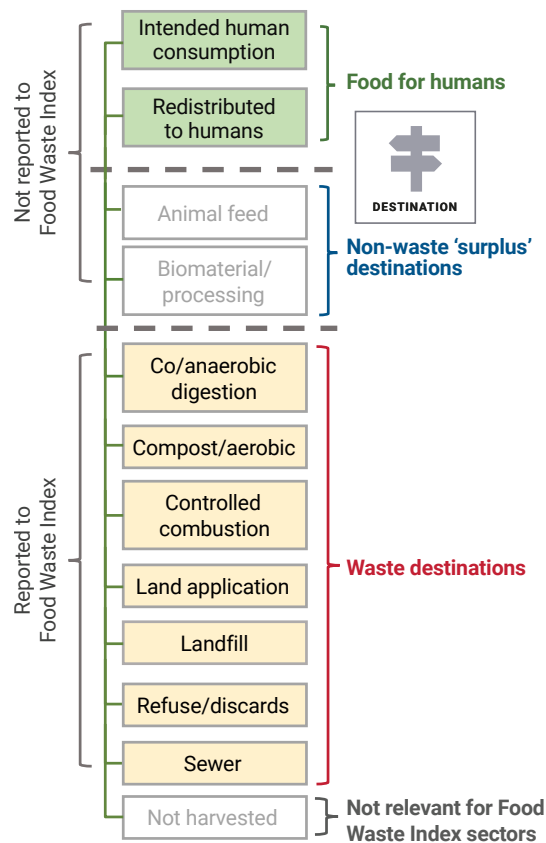 Not reported to
Food Waste Index
Intended human
consumption
Redistributed
to humans
Food for humans
DESTINATION
Animal feed
Biomaterial/
processing
Non-waste ‘surplus’
destinations
Reported to
Food Waste Index
Co/anaerobic
digestion
Compost/aerobic
Controlled
combustion
Land application
Landfill
Refuse/discards
Sewer
Waste destinations
Not harvested
Not relevant for Food
Waste Index sectors